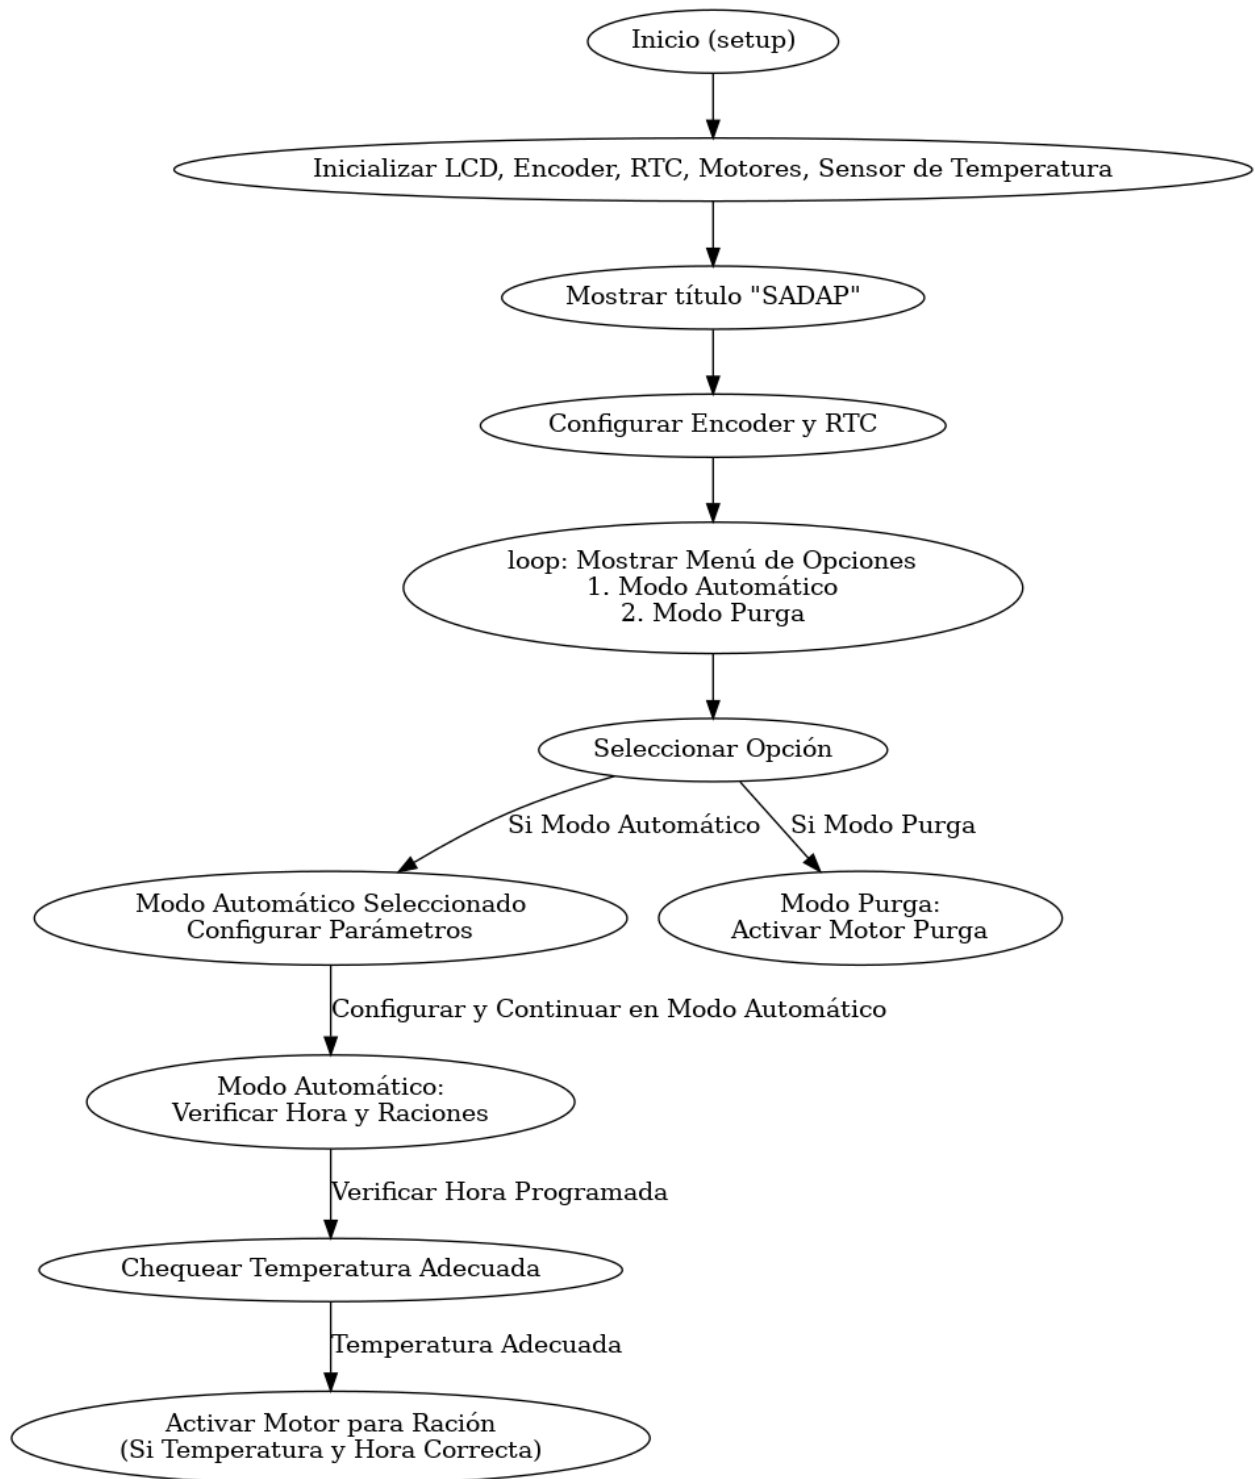 Inicio (setup)
Inicializar LCD, Encoder, RTC, Motores, Sensor de Temperatura
Mostrar título "SADAP"
Configurar Encoder y RTC
loop: Mostrar Menú de Opciones
1. Modo Automático
2. Modo Purga
Seleccionar Opción
Si Modo Automático
Si Modo Purga
Modo Automático Seleccionado
Configurar Parámetros
Modo Purga:
Activar Motor Purga
Configurar y Continuar en Modo Automático
Modo Automático:
Verificar Hora y Raciones
Verificar Hora Programada
Chequear Temperatura Adecuada
Temperatura Adecuada
Activar Motor para Ración
(Si Temperatura y Hora Correcta)